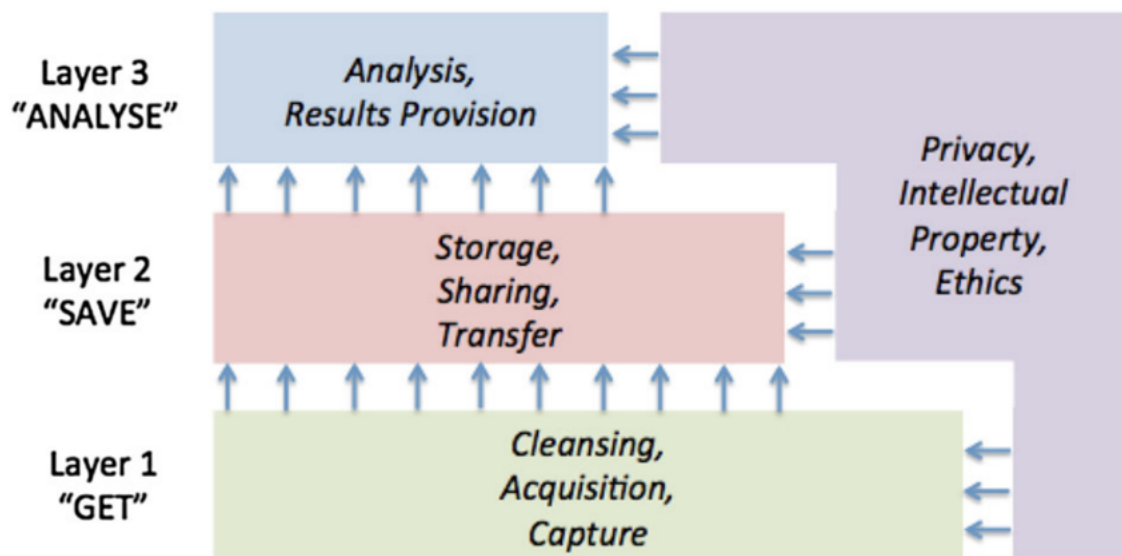 Layer 3
“ANALYSE”
Analysis,
Results Provision
Privacy,
Intellectual
Property,
Ethics
Layer 2
“SAVE”
Storage,
Sharing,
Transfer
Layer 1
“GET”
Cleansing,
Acquisition,
Capture